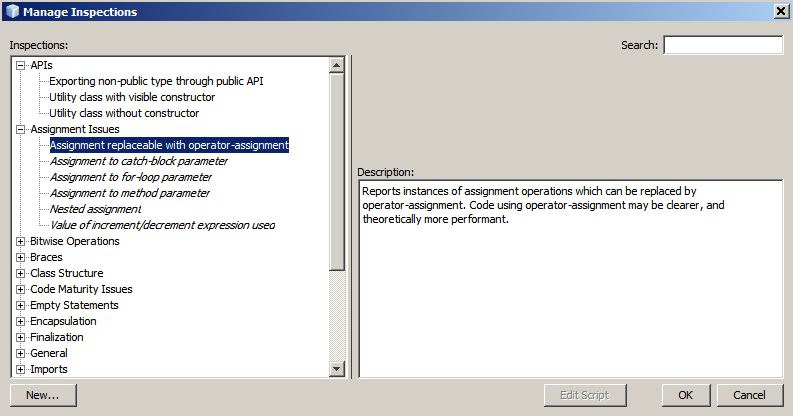 Manage Inspections
Inspections:
Search:
APIs
Exporting non-public type through public API
Utility class with visible constructor
Utility class without constructor
Assignment Issues
Assignment replaceable with operator-assignment
Assignment to catch-block parameter
Assignment to for-loop parameter
Assignment to method parameter
Nested assignment
Value of increment/decrement expression used
Bitwise Operations
Braces
Class Structure
Code Maturity Issues
Empty Statements
Encapsulation
Finalization
General
Imports
Description:
Reports instances of assignment operations which can be replaced by
operator-assignment. Code using operator-assignment may be clearer, and
theoretically more performant.
New...
Edit Script
OK
Cancel